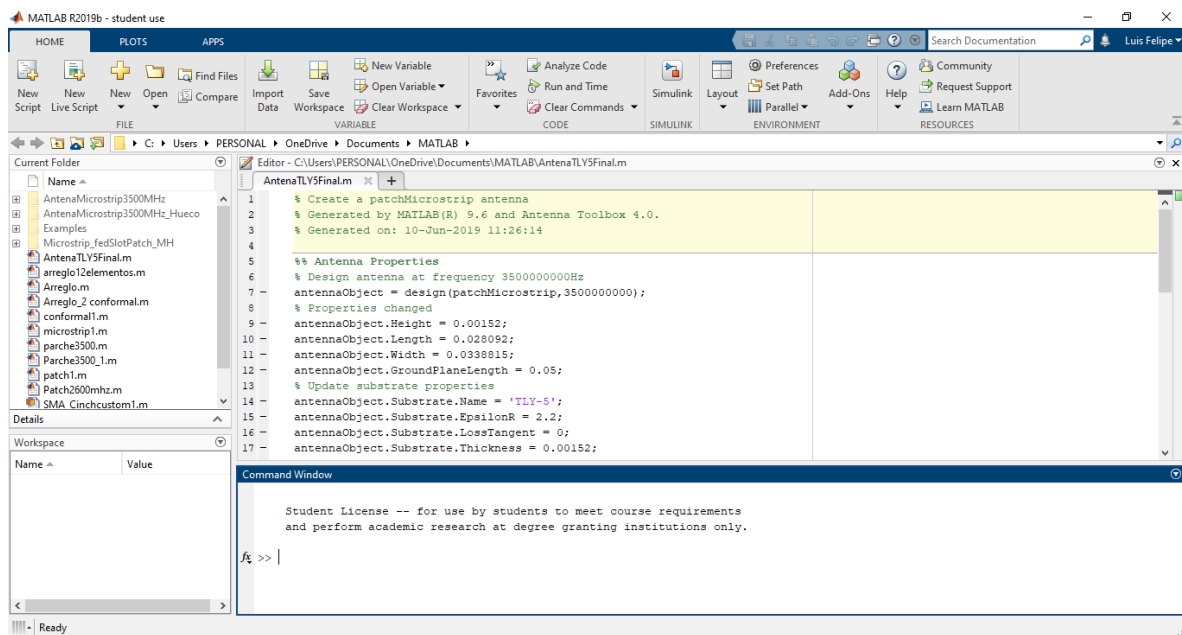 MATLAB R2019b - student use
HOME PLOTS APPS
Search Documentation
Luis Felipe
New Script
New Live Script
New
Open
Find Files
Compare
FILE
Import Data
Save Workspace
New Variable
Open Variable
Clear Workspace
VARIABLE
Favorites
Analyze Code
Run and Time
Clear Commands
CODE
Simulink
SIMULINK
Layout
Preferences
Set Path
Parallel
Add-Ons
ENVIRONMENT
Help
Community
Request Support
Learn MATLAB
RESOURCES
C: Users PERSONAL OneDrive Documents MATLAB
Current Folder
Name
AntenaMicrostrip3500MHz
AntenaMicrostrip3500MHz_Hueco
Examples
Microstrip_fedSlotPatch_MH
AntenaTLY5Final.m
arreglo12elementos.m
Arreglo.m
Arreglo_2 conformal.m
conformal1.m
microstrip1.m
parche3500.m
Parche3500_1.m
patch1.m
Patch2600mhz.m
SMA_Cinchcustom1.m
Details
Workspace
Name Value
Editor - C:\Users\PERSONAL\OneDrive\Documents\MATLAB\AntenaTLY5Final.m
AntenaTLY5Final.m
1 % Create a patchMicrostrip antenna
2 % Generated by MATLAB(R) 9.6 and Antenna Toolbox 4.0.
3 % Generated on: 10-Jun-2019 11:26:14
4
5 %% Antenna Properties
6 % Design antenna at frequency 3500000000Hz
7 – antennaObject = design(patchMicrostrip,3500000000);
8 % Properties changed
9 – antennaObject.Height = 0.00152;
10 – antennaObject.Length = 0.028092;
11 – antennaObject.Width = 0.0338815;
12 – antennaObject.GroundPlaneLength = 0.05;
13 % Update substrate properties
14 – antennaObject.Substrate.Name = 'TLY-5';
15 – antennaObject.Substrate.EpsilonR = 2.2;
16 – antennaObject.Substrate.LossTangent = 0;
17 – antennaObject.Substrate.Thickness = 0.00152;
Command Window
Student License -- for use by students to meet course requirements
and perform academic research at degree granting institutions only.
fx >>
Ready